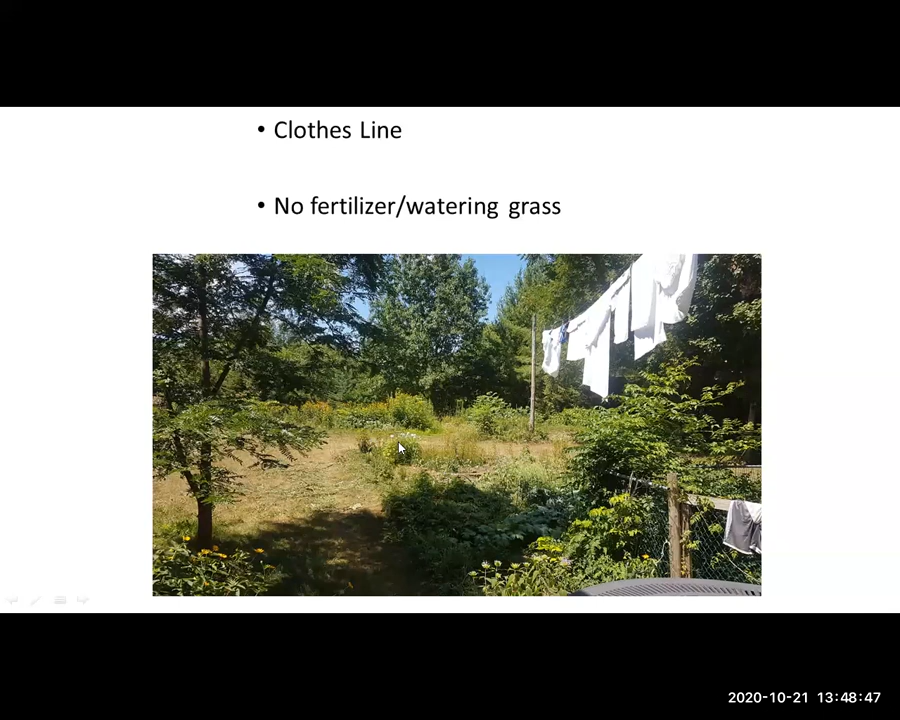 • Clothes Line
• No fertilizer/watering grass
2020-10-21 13:48:47